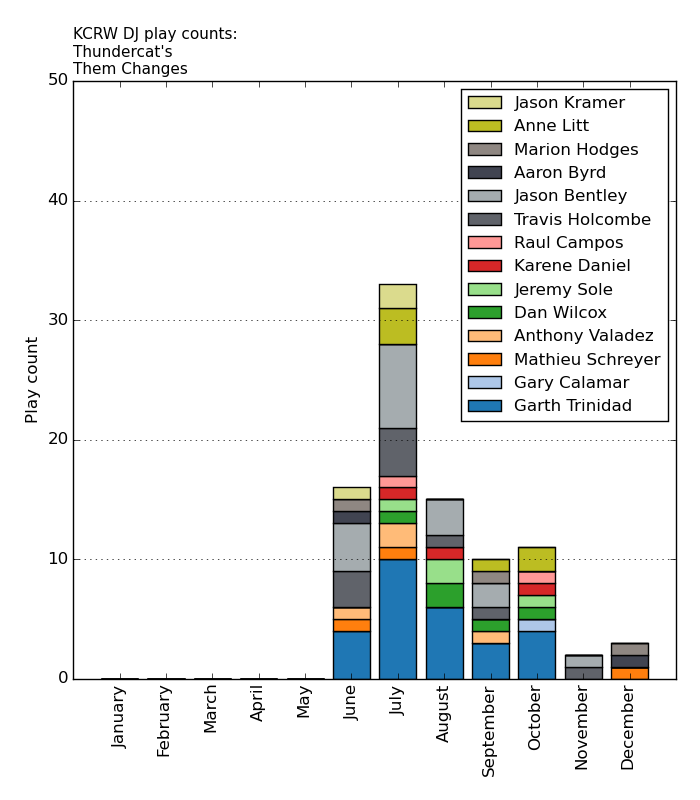 KCRW DJ play counts:
Thundercat's
Them Changes
50
40
30
20
10
0
Play count
Jason Kramer
Anne Litt
Marion Hodges
Aaron Byrd
Jason Bentley
Travis Holcombe
Raul Campos
Karene Daniel
Jeremy Sole
Dan Wilcox
Anthony Valadez
Mathieu Schreyer
Gary Calamar
Garth Trinidad
January
February
March
April
May
June
July
August
September
October
November
December